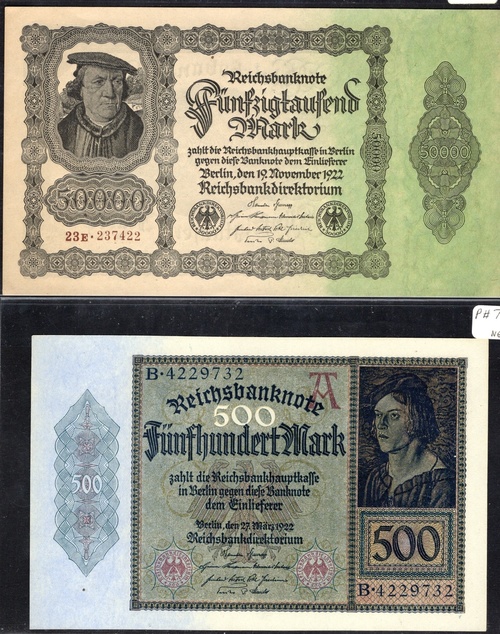 Reichsbanknote
Fünfzigtausend
Mark
zahlt die Reichsbankhauptkasse in Berlin
gegen diese Banknote dem Einlieferer
Berlin, den 19. November 1922
Reichsbankdirektorium
50000
50000
50000
23E·237422
P#7
B·4229732
A
Reichsbanknote
500
Fünfhundert Mark
zahlt die Reichsbankhauptkasse
in Berlin gegen diese Banknote
dem Einlieferer
Berlin, den 27. März 1922
Reichsbankdirektorium
500
500
B·4229732